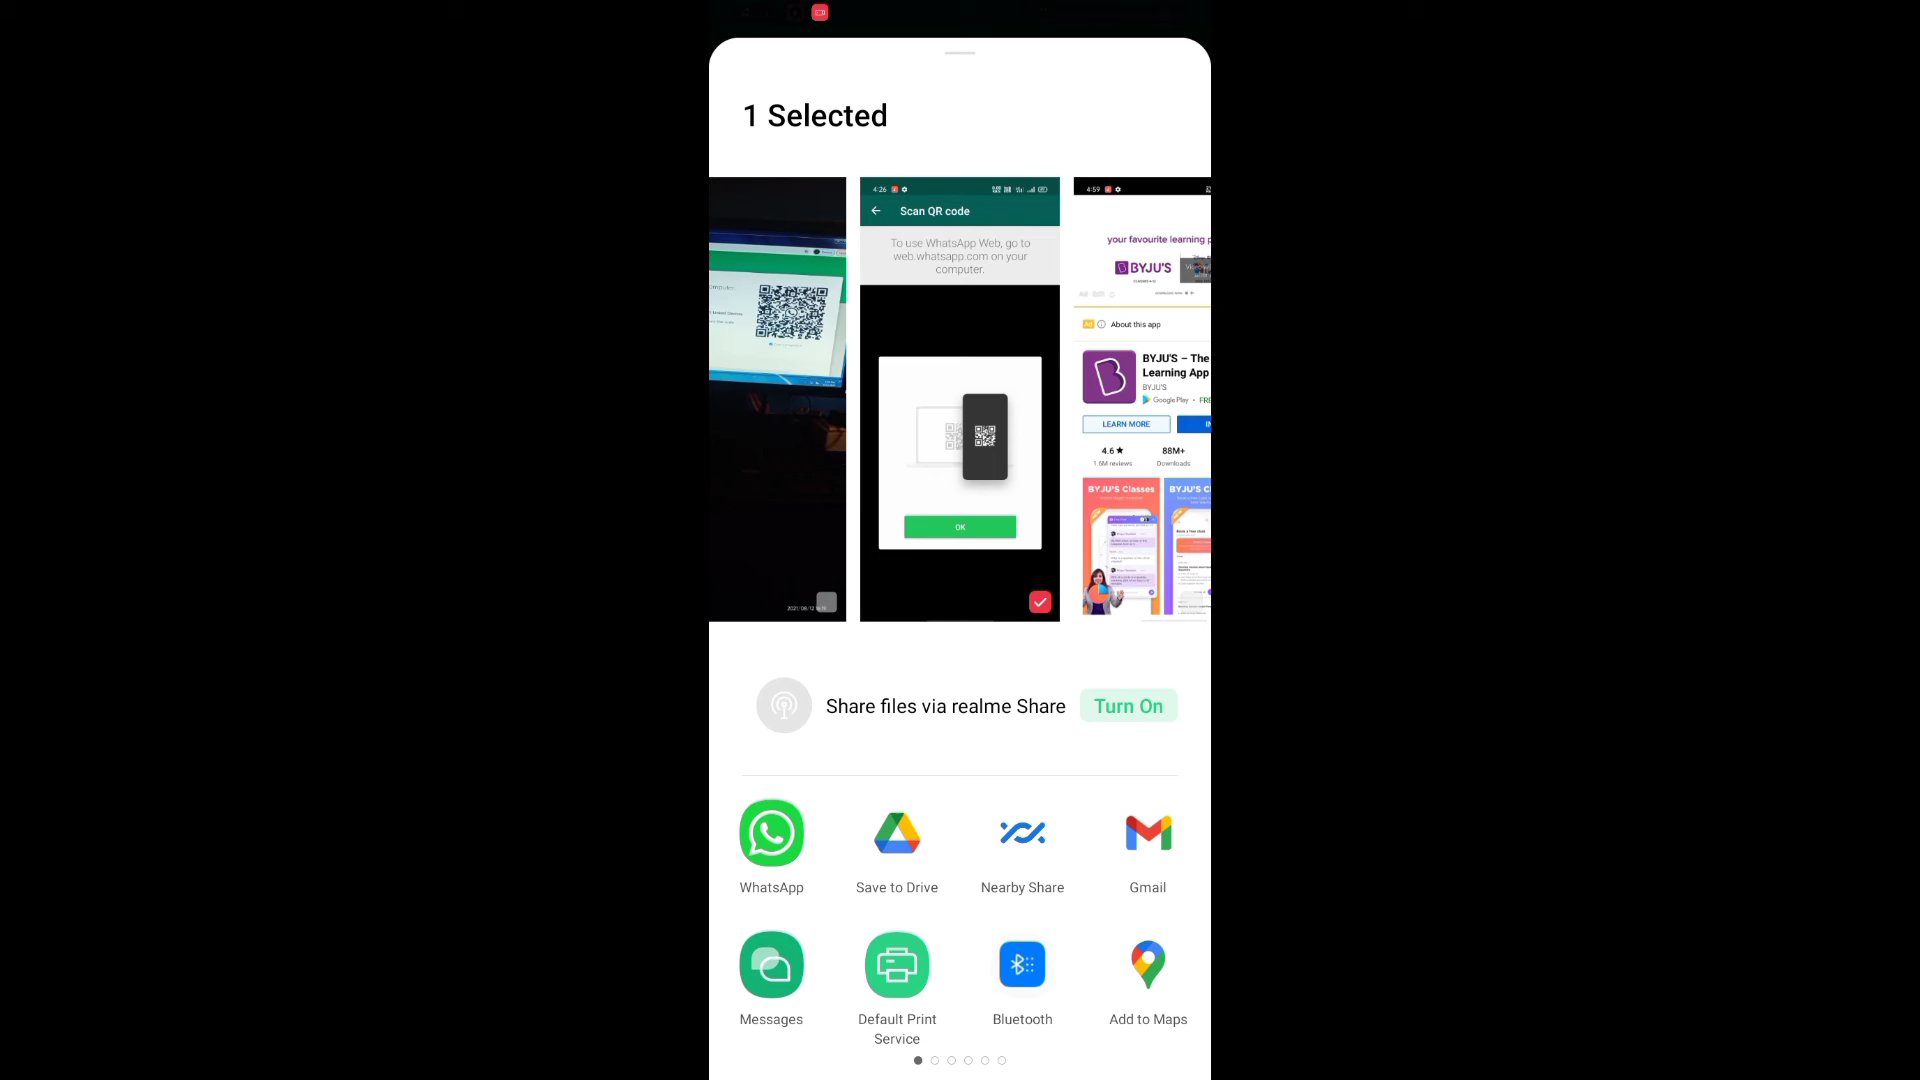 1 Selected
4:26
Scan QR code
To use WhatsApp Web, go to
web.whatsapp.com on your
computer.
OK
4:59
your favourite learning p
BYJU'S
Ad
About this app
BYJU'S – The
Learning App
BYJU'S
Google Play • FRE
LEARN MORE
IN
4.6★
88M+
1.6M reviews
Downloads
BYJU'S Classes
BYJU'S C
Share files via realme Share
Turn On
WhatsApp
Save to Drive
Nearby Share
Gmail
Messages
Default Print
Service
Bluetooth
Add to Maps